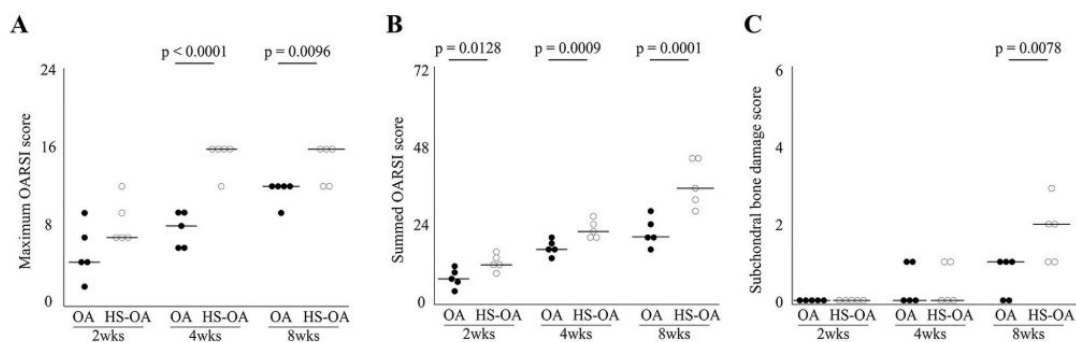 A
p < 0.0001
p = 0.0096
Maximum OARSI score
24
16
8
0
OA HS-OA OA HS-OA OA HS-OA
2wks 4wks 8wks
B
p = 0.0128
p = 0.0009
p = 0.0001
Summed OARSI score
72
48
24
0
OA HS-OA OA HS-OA OA HS-OA
2wks 4wks 8wks
C
p = 0.0078
Subchondral bone damage score
6
4
2
0
OA HS-OA OA HS-OA OA HS-OA
2wks 4wks 8wks